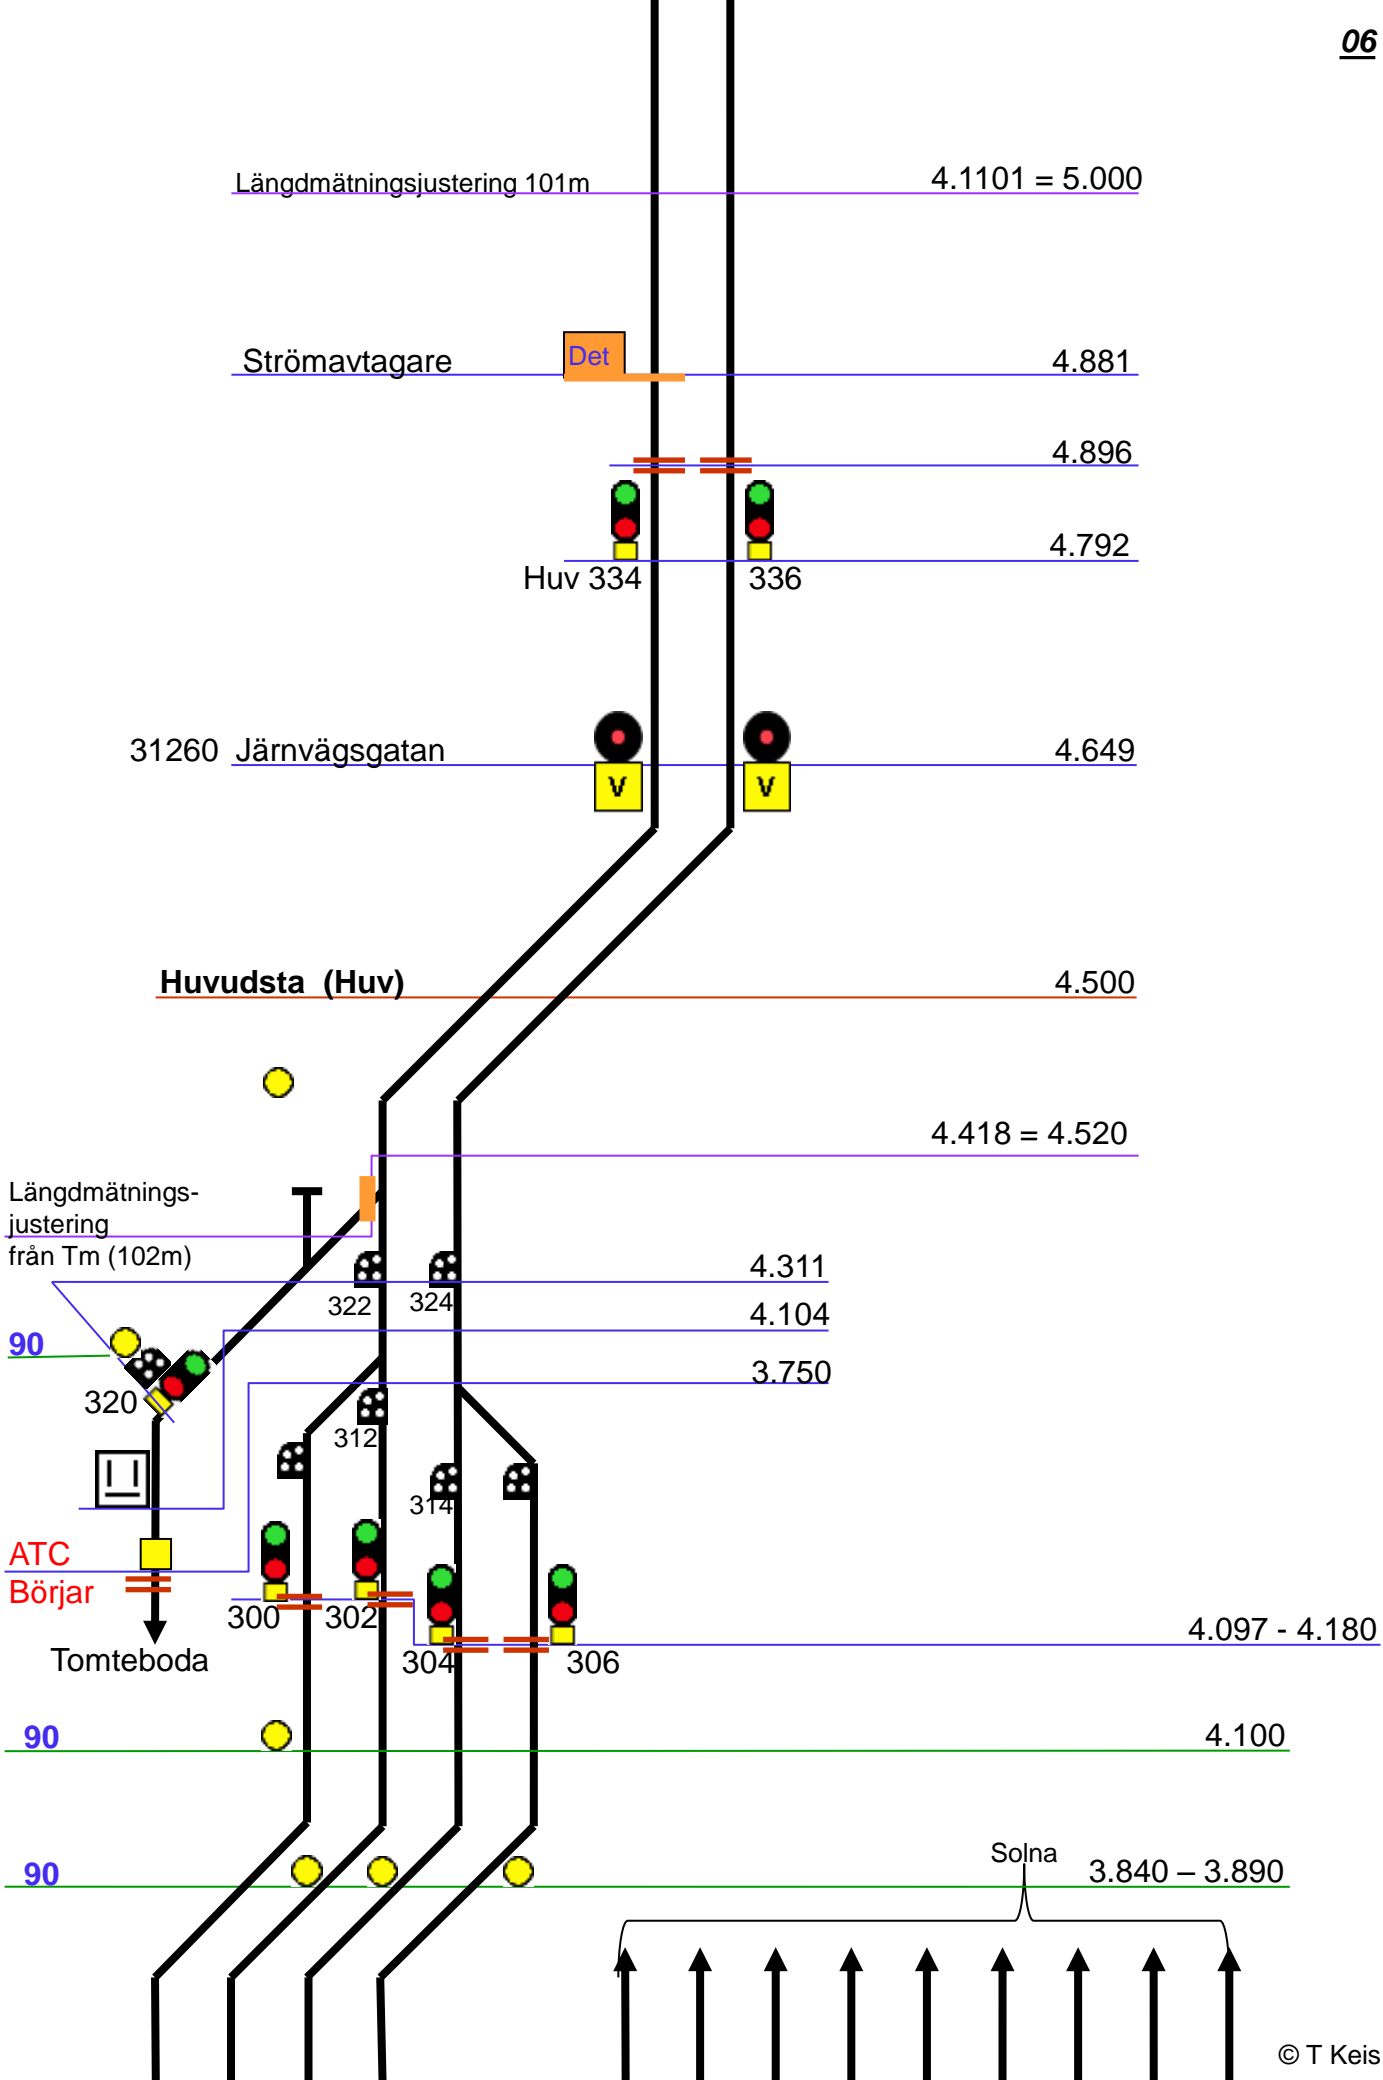 06
Längdmätningsjustering 101m 4.1101 = 5.000
Strömavtagare Det 4.881
4.896
4.792
Huv 334 336
31260 Järnvägsgatan 4.649
V V
Huvudsta (Huv) 4.500
4.418 = 4.520
Längdmätnings-
justering
från Tm (102m)
4.311
322 324
4.104
90
3.750
320
312
314
ATC
Börjar
300 302
4.097 - 4.180
Tomteboda 304 306
90 4.100
Solna
90 3.840 – 3.890
© T Keis